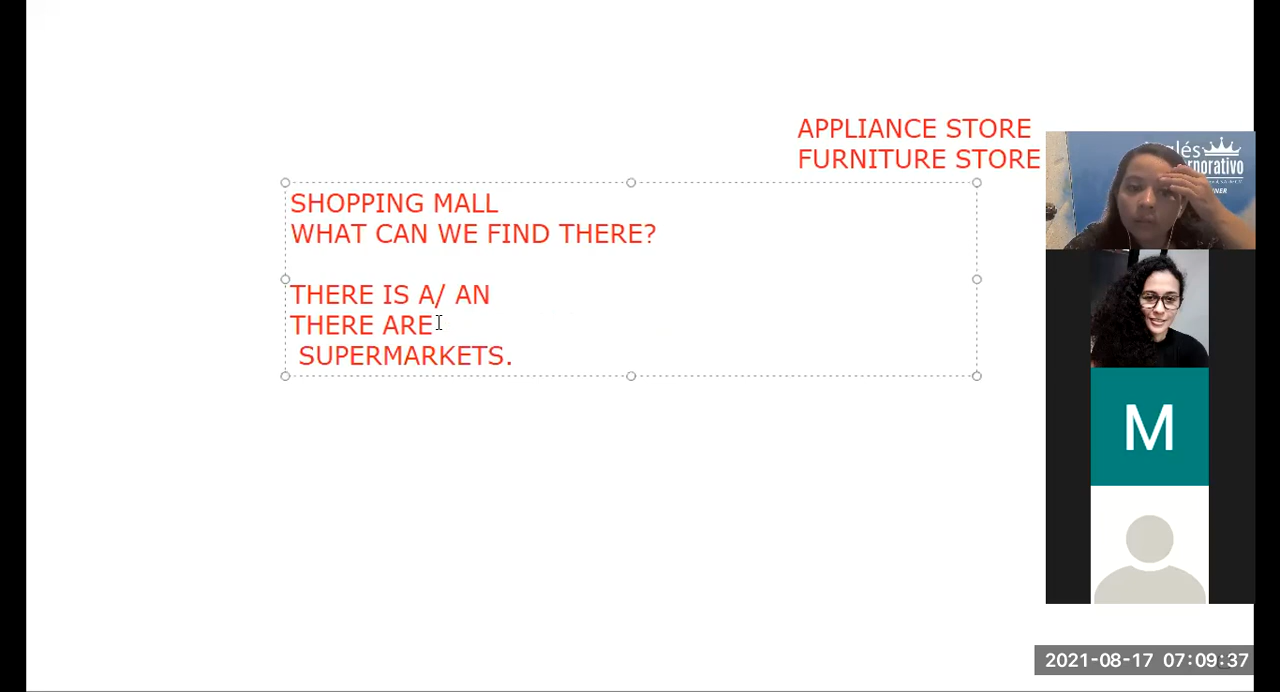 APPLIANCE STORE
FURNITURE STORE
SHOPPING MALL
WHAT CAN WE FIND THERE?
THERE IS A/ AN
THERE ARE
SUPERMARKETS.
M
2021-08-17 07:09:37